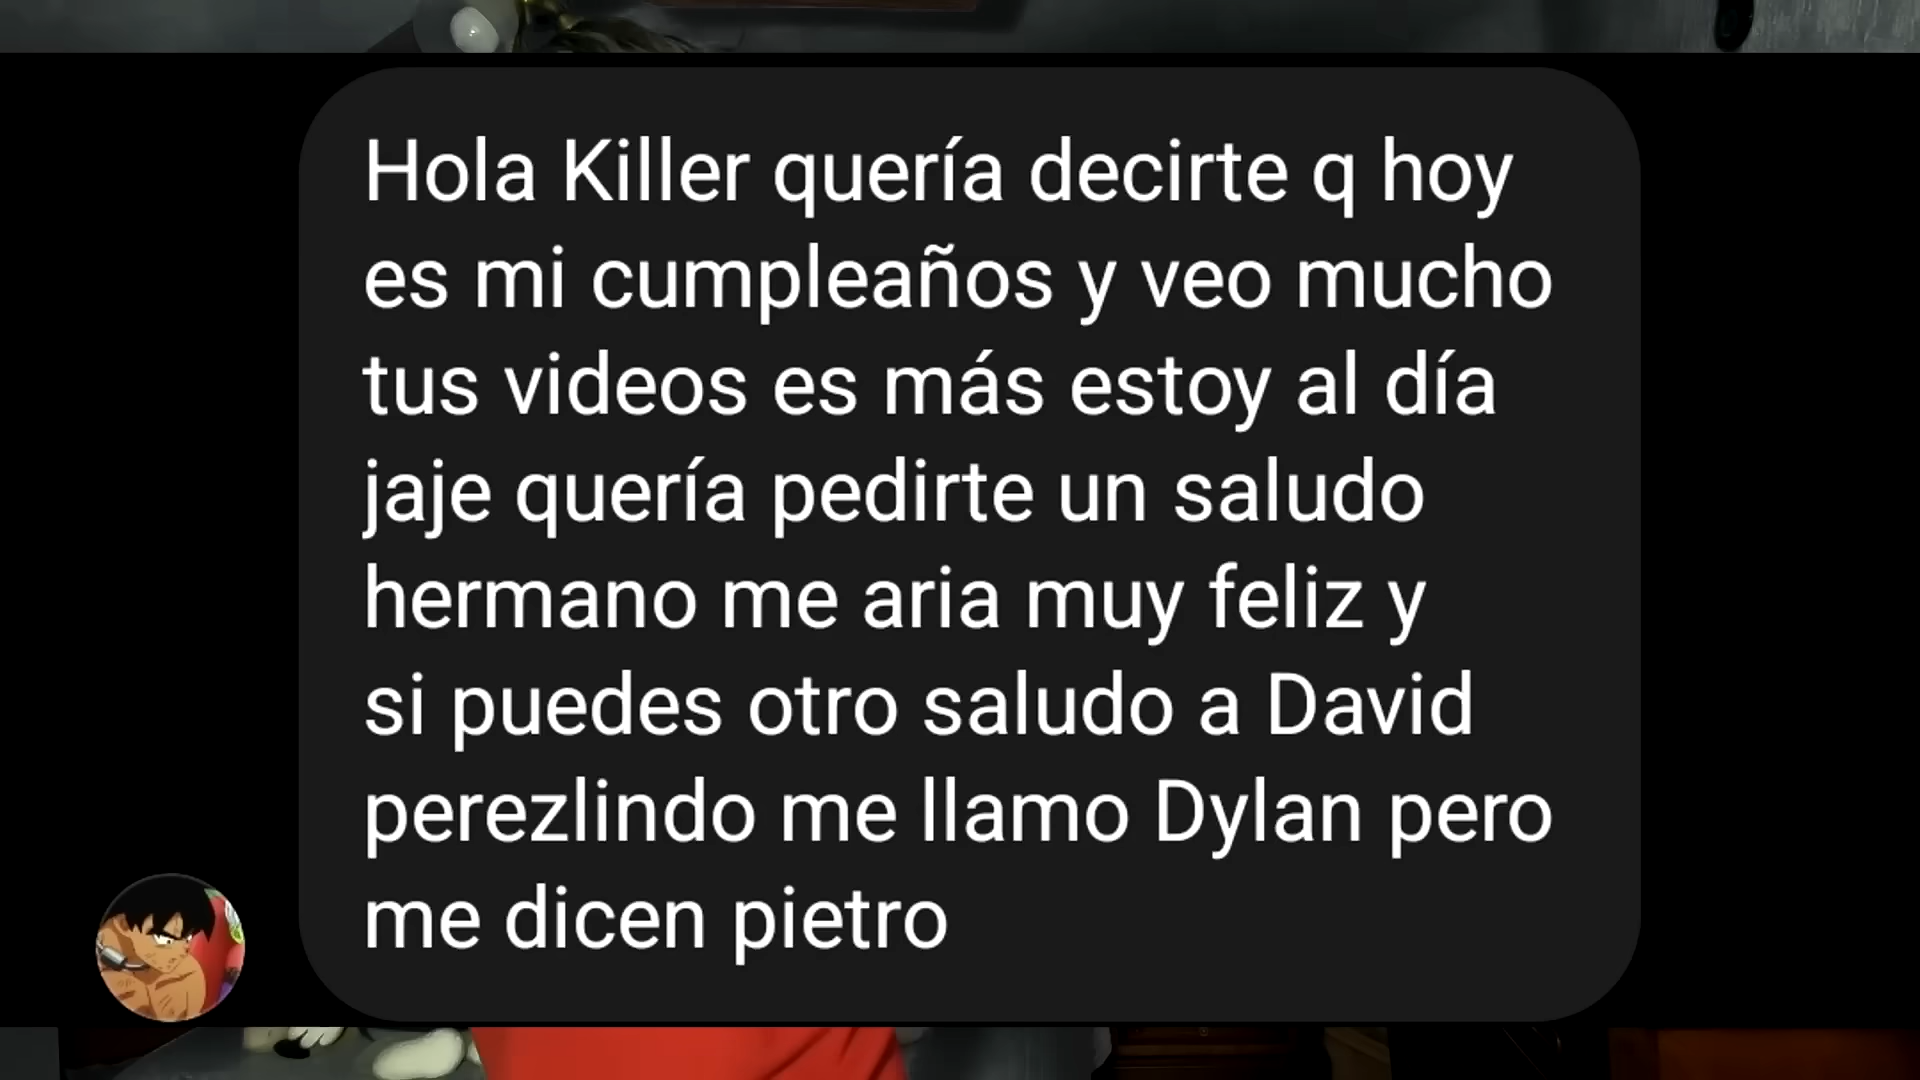 Hola Killer quería decirte q hoy
es mi cumpleaños y veo mucho
tus videos es más estoy al día
jaje quería pedirte un saludo
hermano me aria muy feliz y
si puedes otro saludo a David
perezlindo me llamo Dylan pero
me dicen pietro